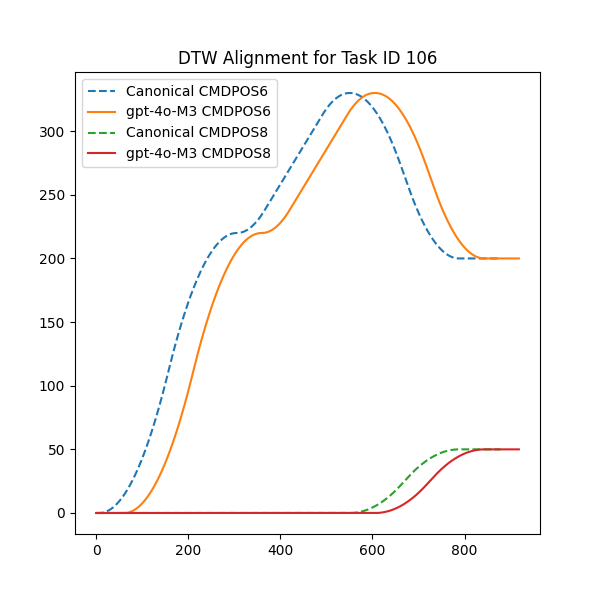 DTW Alignment for Task ID 106
Canonical CMDPOS6
gpt-4o-M3 CMDPOS6
Canonical CMDPOS8
gpt-4o-M3 CMDPOS8
300
250
200
150
100
50
0
0 200 400 600 800